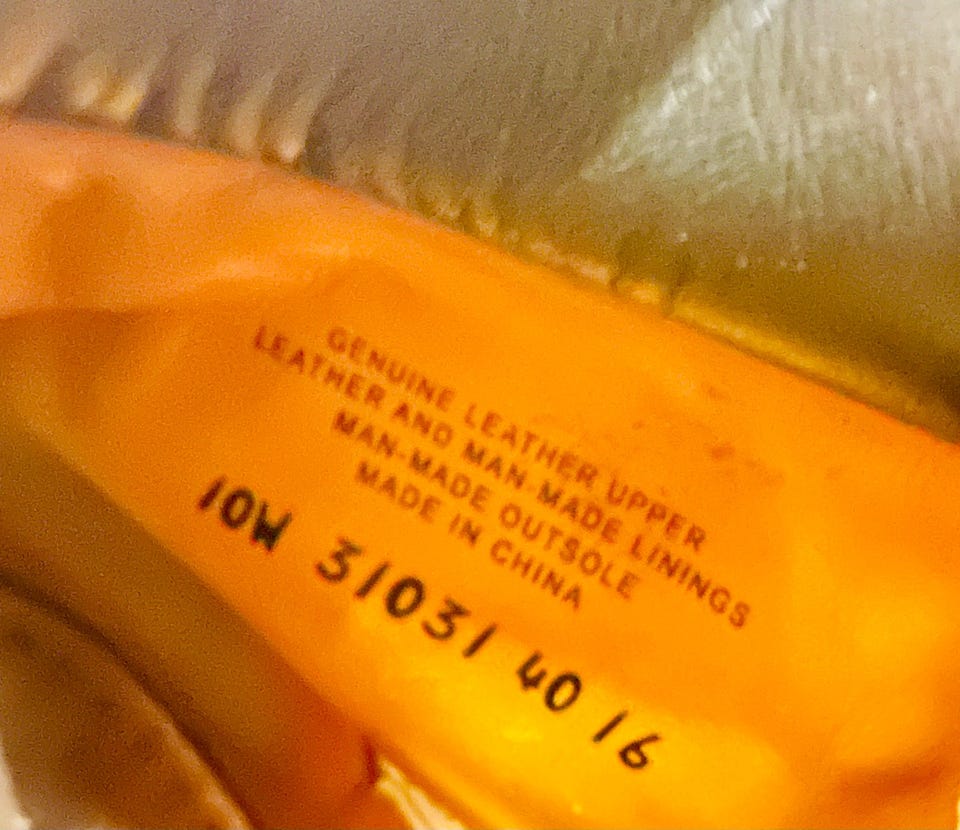 GENUINE LEATHER UPPER
LEATHER AND MAN-MADE LININGS
MAN-MADE OUTSOLE
MADE IN CHINA
10W 31031 40 16